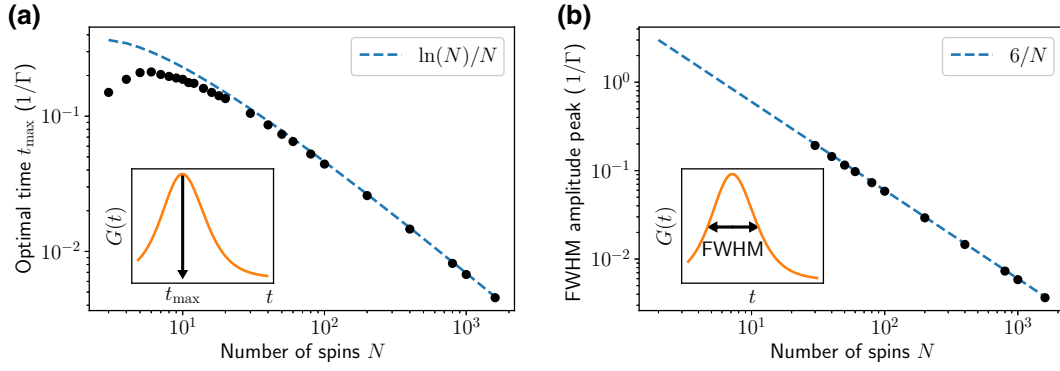 (a)
Optimal time t_max (1/Γ)
10^-1
10^-2
ln(N)/N
G(t)
t_max
t
10^1
10^2
10^3
Number of spins N
(b)
FWHM amplitude peak (1/Γ)
10^0
10^-1
10^-2
6/N
G(t)
FWHM
t
10^1
10^2
10^3
Number of spins N